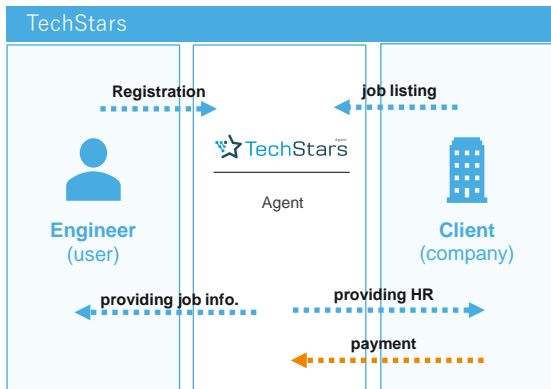 TechStars
Registration
job listing
Agent
TechStars
Agent
Engineer
(user)
Client
(company)
providing job info.
providing HR
payment